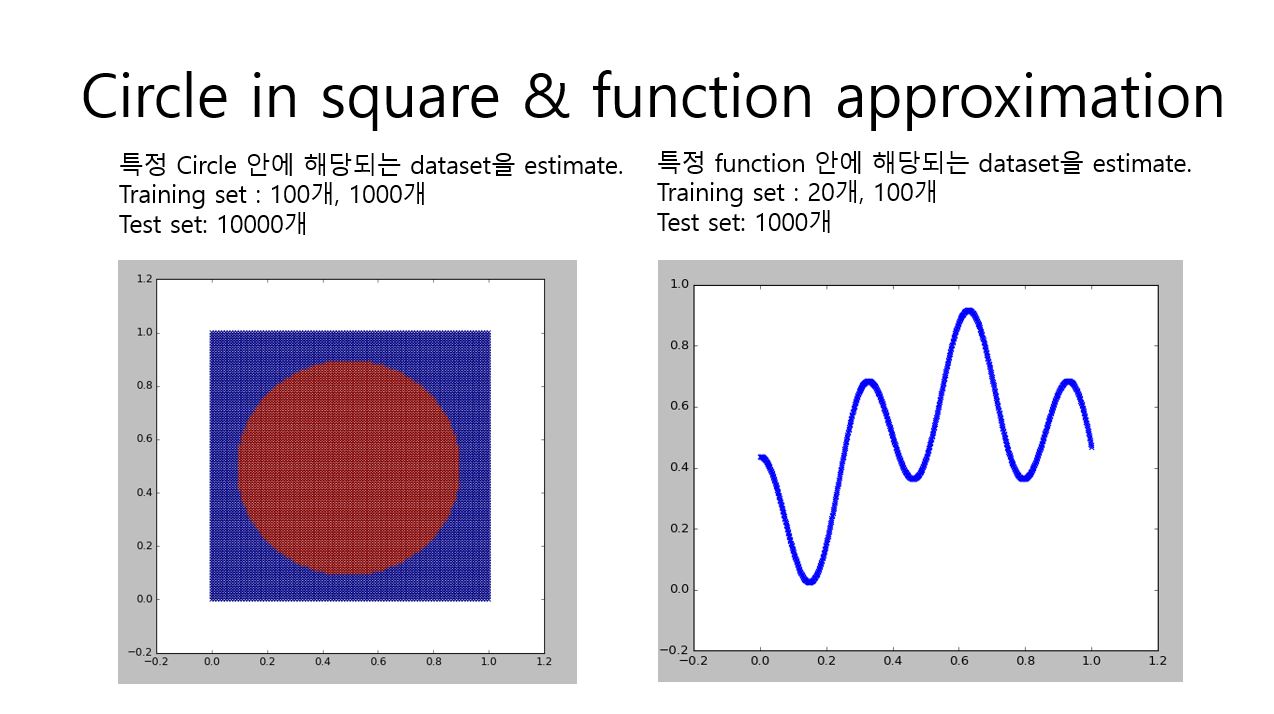 Circle in square & function approximation
특정 Circle 안에 해당되는 dataset을 estimate.
Training set : 100개, 1000개
Test set: 10000개
특정 function 안에 해당되는 dataset을 estimate.
Training set : 20개, 100개
Test set: 1000개
1.2
1.0
0.8
0.6
0.4
0.2
0.0
−0.2
−0.2 0.0 0.2 0.4 0.6 0.8 1.0 1.2
1.0
0.8
0.6
0.4
0.2
0.0
−0.2
−0.2 0.0 0.2 0.4 0.6 0.8 1.0 1.2